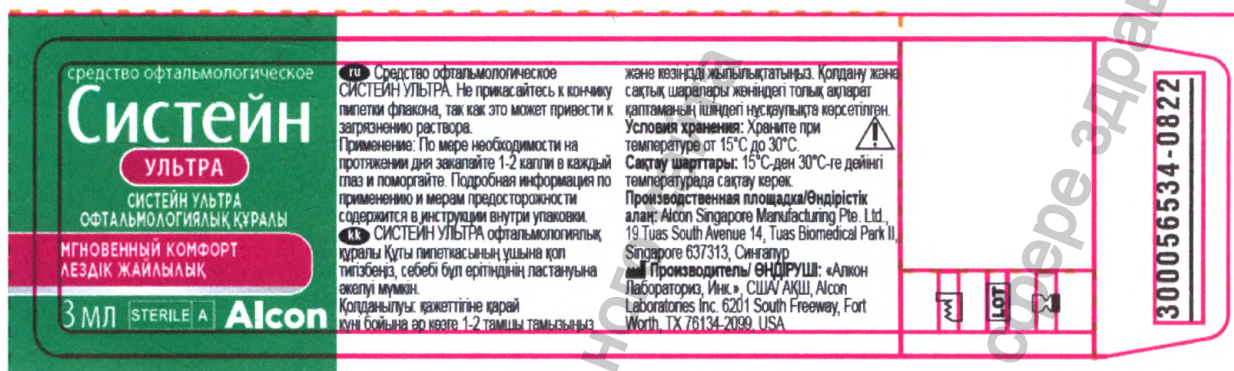 средство офтальмологическое
Систейн
УЛЬТРА
СИСТЕЙН УЛЬТРА
ОФТАЛЬМОЛОГИЯЛЫҚ ҚҰРАЛЫ
МГНОВЕННЫЙ КОМФОРТ
ЛЕЗДІК ЖАЙЛЫЛЫҚ
3 МЛ STERILE A Alcon
ru Средство офтальмологическое
СИСТЕЙН УЛЬТРА. Не прикасайтесь к кончику
пипетки флакона, так как это может привести к
загрязнению раствора.
Применение: По мере необходимости на
протяжении дня закапайте 1-2 капли в каждый
глаз и поморгайте. Подробная информация по
применению и мерам предосторожности
содержится в инструкции внутри упаковки.
kk СИСТЕЙН УЛЬТРА офтальмологиялық
құралы Құты пипеткасының ұшына қол
тигізбеңіз, себебі бұл ерітіндінің ластануына
әкелуі мүмкін.
Қолданылуы: қажеттігіне қарай
күні бойына әр көзге 1-2 тамшы тамызыңыз
және көзіңізді жыпылықтатыңыз. Қолдану және
сақтық шаралары жөніндегі толық ақпарат
қаптаманың ішіндегі нұсқаулықта көрсетілген.
Условия хранения: Храните при
температуре от 15°C до 30°C.
Сақтау шарттары: 15°C-ден 30°C-ге дейінгі
температурада сақтау керек.
Производственная площадка/Өндірістік
алаң: Alcon Singapore Manufacturing Pte. Ltd.,
19 Tuas South Avenue 14, Tuas Biomedical Park II,
Singapore 637313, Сингапур
Производитель/ ӨНДІРУШІ: «Алкон
Лабораториз, Инк.», США/ АҚШ, Alcon
Laboratories Inc. 6201 South Freeway, Fort
Worth, TX 76134-2099, USA
LOT
300056534-0822
сфере здрав